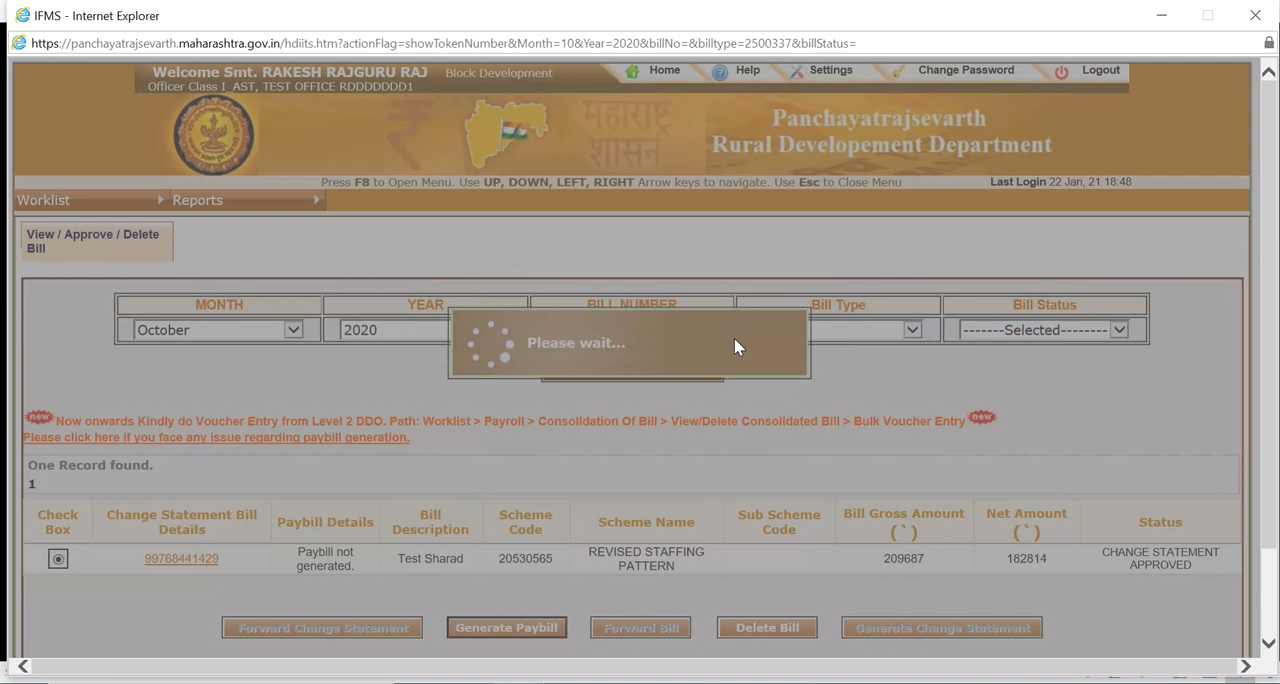 IFMS - Internet Explorer
https://panchayatrajsevarth.maharashtra.gov.in/hdiits.htm?actionFlag=showTokenNumber&Month=10&Year=2020&billNo=&billtype=2500337&billStatus=
Welcome Smt. RAKESH RAJGURU RAJ Block Development
Officer Class I_AST, TEST OFFICE RDDDDDDD1
Home Help Settings Change Password Logout
महाराष्ट्र
शासन
Panchayatrajsevarth
Rural Developement Department
Press F8 to Open Menu. Use UP, DOWN, LEFT, RIGHT Arrow keys to navigate. Use Esc to Close Menu
Last Login 22 Jan, 21 18:48
Worklist Reports
View / Approve / Delete
Bill
MONTH YEAR BILL NUMBER Bill Type Bill Status
October 2020 -------Selected--------
Please wait...
new Now onwards Kindly do Voucher Entry from Level 2 DDO. Path: Worklist > Payroll > Consolidation Of Bill > View/Delete Consolidated Bill > Bulk Voucher Entry new
Please click here if you face any issue regarding paybill generation.
One Record found.
1
Check Box Change Statement Bill Details Paybill Details Bill Description Scheme Code Scheme Name Sub Scheme Code Bill Gross Amount (`) Net Amount (`) Status
99768441429 Paybill not generated. Test Sharad 20530565 REVISED STAFFING PATTERN 209687 182814 CHANGE STATEMENT APPROVED
Forward Change Statement Generate Paybill Forward Bill Delete Bill Generate Change Statement